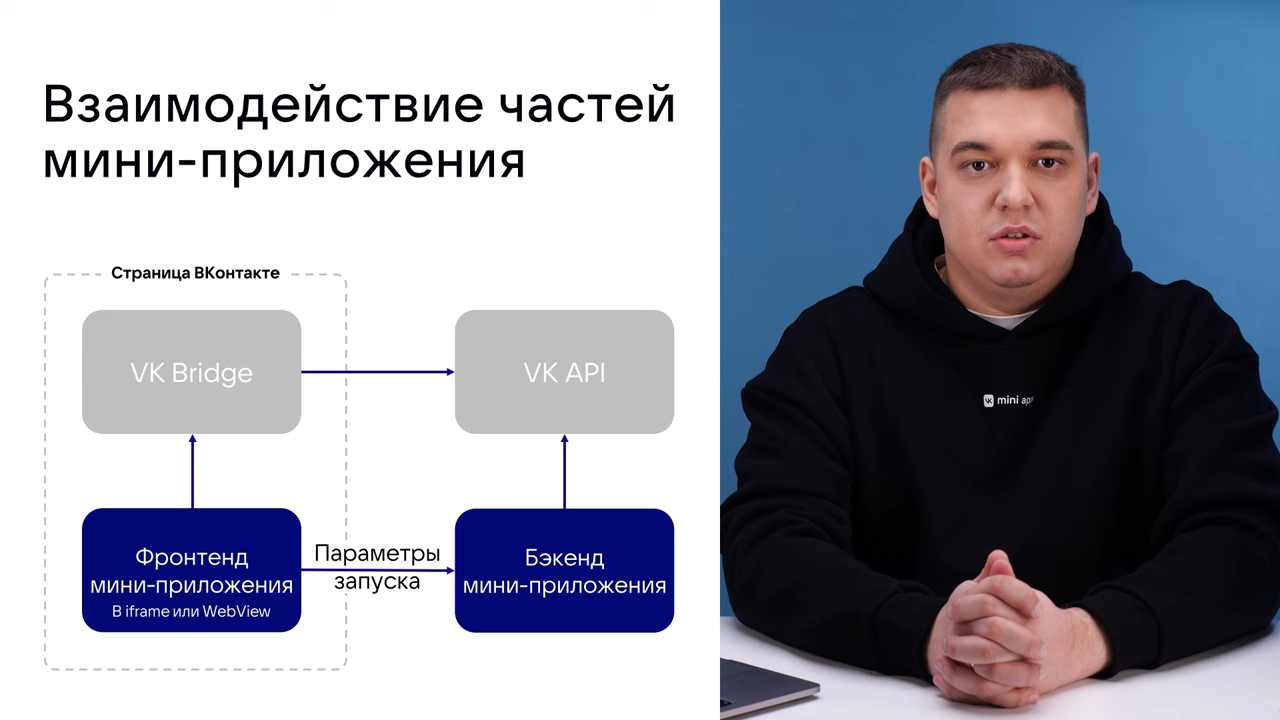 Взаимодействие частей
мини-приложения
Страница ВКонтакте
VK Bridge
VK API
Фронтенд
мини-приложения
В iframe или WebView
Параметры
запуска
Бэкенд
мини-приложения
mini